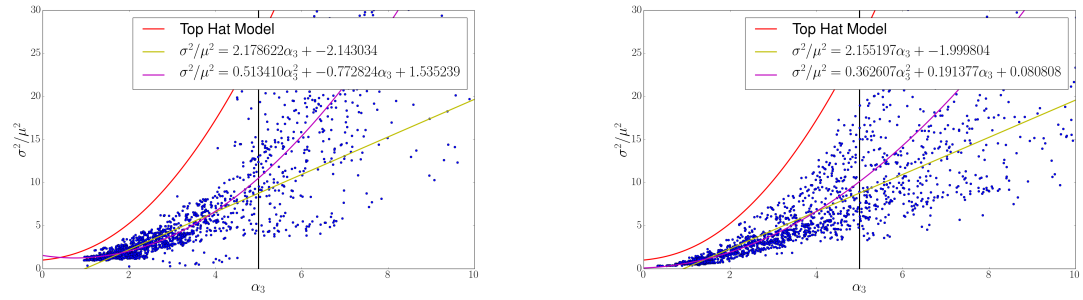 30
25
20
15
10
5
0
σ²/μ²
Top Hat Model
σ²/μ² = 2.178622α₃ + −2.143034
σ²/μ² = 0.513410α₃² + −0.772824α₃ + 1.535239
0 2 4 6 8 10
α₃
30
25
20
15
10
5
0
σ²/μ²
Top Hat Model
σ²/μ² = 2.155197α₃ + −1.999804
σ²/μ² = 0.362607α₃² + 0.191377α₃ + 0.080808
0 2 4 6 8 10
α₃